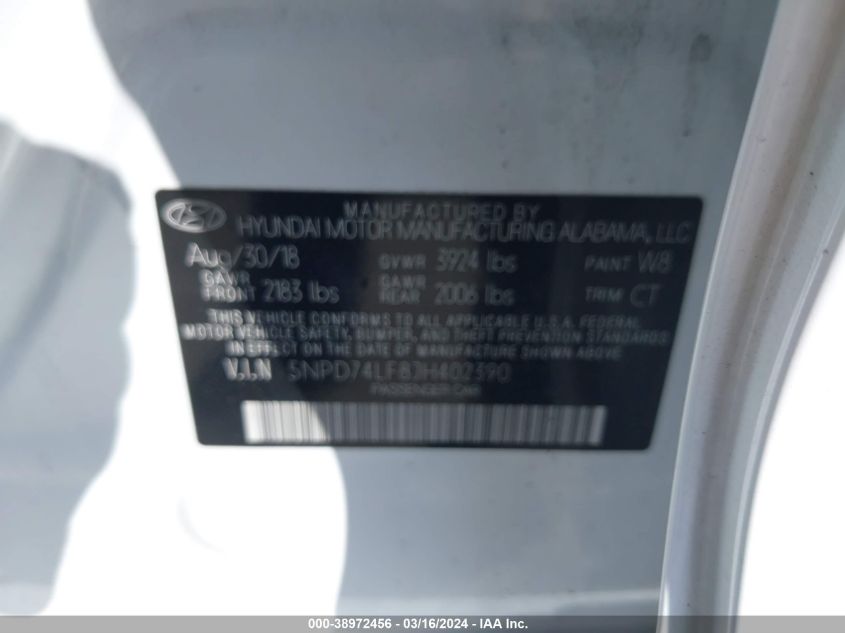 MANUFACTURED BY
HYUNDAI MOTOR MANUFACTURING ALABAMA, LLC
Aug/30/18 GVWR 3924 lbs PAINT W8
GAWR FRONT 2183 lbs GAWR REAR 2006 lbs TRIM CT
THIS VEHICLE CONFORMS TO ALL APPLICABLE U.S.A. FEDERAL
MOTOR VEHICLE SAFETY, BUMPER, AND THEFT PREVENTION STANDARDS
IN EFFECT ON THE DATE OF MANUFACTURE SHOWN ABOVE.
V.I.N 5NPD74LF8JH402390
PASSENGER CAR
000-38972456 - 03/16/2024 - IAA Inc.